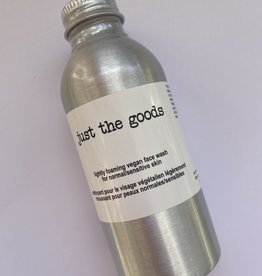 just the goods
lightly foaming vegan face wash
for normal/sensitive skin
nettoyant pour le visage végétalien légèrement
moussant pour peaux normales/sensibles